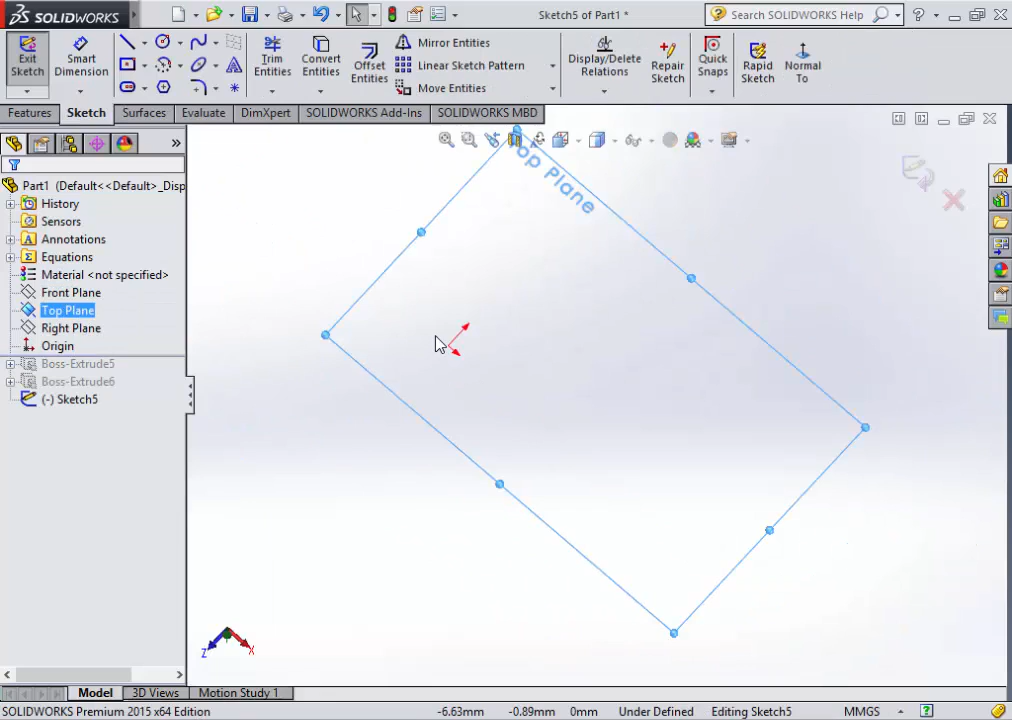 SOLIDWORKS
Sketch5 of Part1 *
Search SOLIDWORKS Help
Exit Sketch
Smart Dimension
Trim Entities
Convert Entities
Offset Entities
Mirror Entities
Linear Sketch Pattern
Move Entities
Display/Delete Relations
Repair Sketch
Quick Snaps
Rapid Sketch
Normal To
Features
Sketch
Surfaces
Evaluate
DimXpert
SOLIDWORKS Add-Ins
SOLIDWORKS MBD
Part1 (Default<<Default>_Disp
History
Sensors
Annotations
Equations
Material <not specified>
Front Plane
Top Plane
Right Plane
Origin
Boss-Extrude5
Boss-Extrude6
(-) Sketch5
Top Plane
Z
X
Model
3D Views
Motion Study 1
SOLIDWORKS Premium 2015 x64 Edition
-6.63mm
-0.89mm
0mm
Under Defined
Editing Sketch5
MMGS